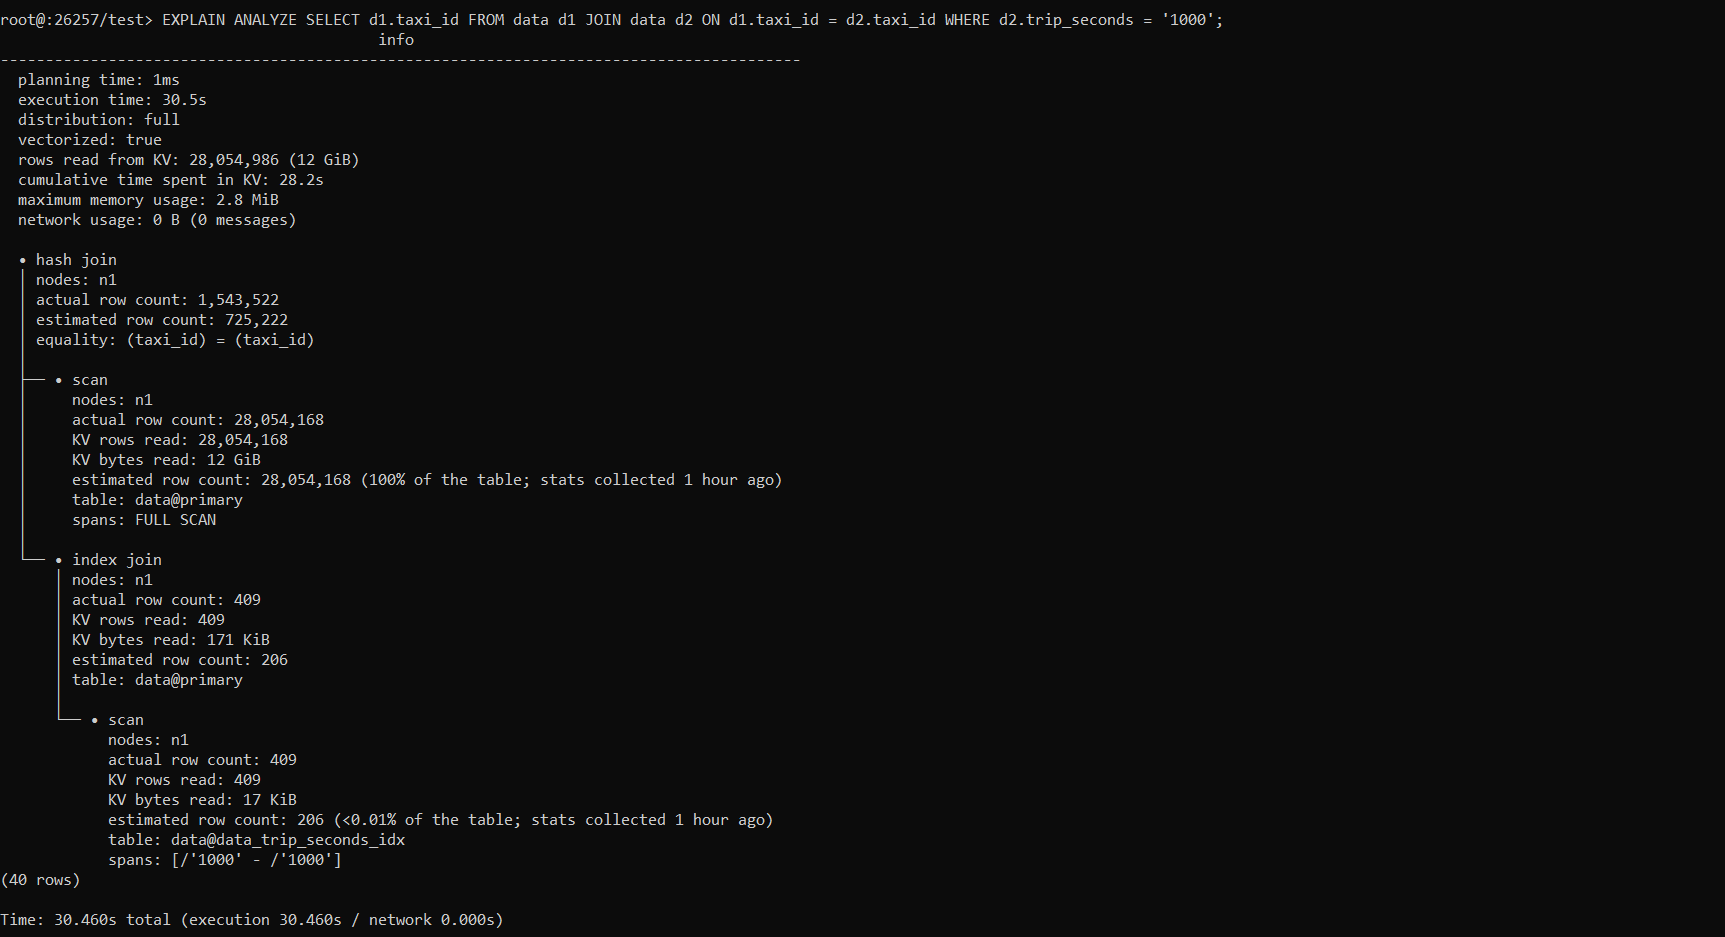 root@:26257/test> EXPLAIN ANALYZE SELECT d1.taxi_id FROM data d1 JOIN data d2 ON d1.taxi_id = d2.taxi_id WHERE d2.trip_seconds = '1000';
info
-----------------------------------------------------------------------------------------
planning time: 1ms
execution time: 30.5s
distribution: full
vectorized: true
rows read from KV: 28,054,986 (12 GiB)
cumulative time spent in KV: 28.2s
maximum memory usage: 2.8 MiB
network usage: 0 B (0 messages)
• hash join
nodes: n1
actual row count: 1,543,522
estimated row count: 725,222
equality: (taxi_id) = (taxi_id)
• scan
nodes: n1
actual row count: 28,054,168
KV rows read: 28,054,168
KV bytes read: 12 GiB
estimated row count: 28,054,168 (100% of the table; stats collected 1 hour ago)
table: data@primary
spans: FULL SCAN
• index join
nodes: n1
actual row count: 409
KV rows read: 409
KV bytes read: 171 KiB
estimated row count: 206
table: data@primary
• scan
nodes: n1
actual row count: 409
KV rows read: 409
KV bytes read: 17 KiB
estimated row count: 206 (<0.01% of the table; stats collected 1 hour ago)
table: data@data_trip_seconds_idx
spans: [/'1000' - /'1000']
(40 rows)
Time: 30.460s total (execution 30.460s / network 0.000s)